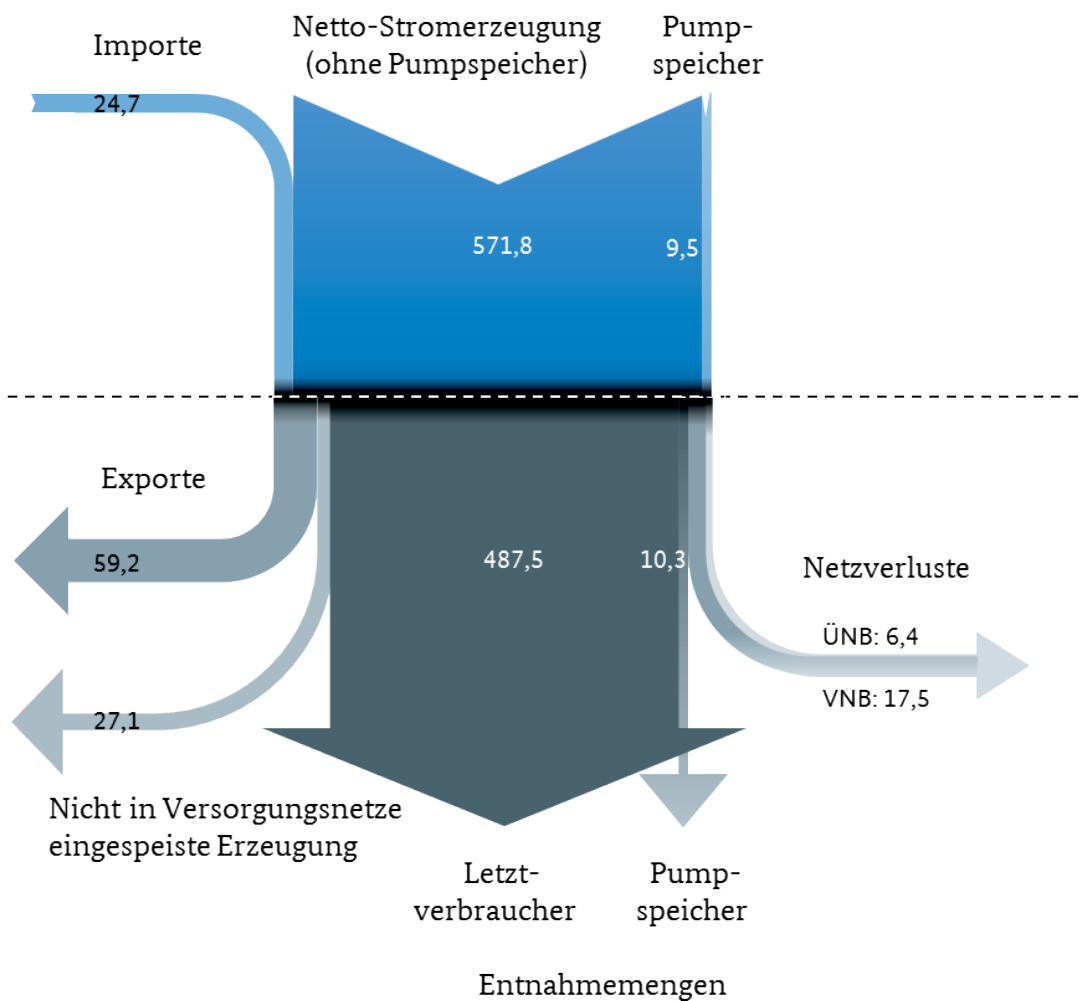 Importe
Netto-Stromerzeugung
(ohne Pumpspeicher)
Pump-
speicher
24,7
571,8
9,5
Exporte
59,2
487,5
10,3
Netzverluste
ÜNB: 6,4
VNB: 17,5
27,1
Nicht in Versorgungsnetze
eingespeiste Erzeugung
Letzt-
verbraucher
Pump-
speicher
Entnahmemengen